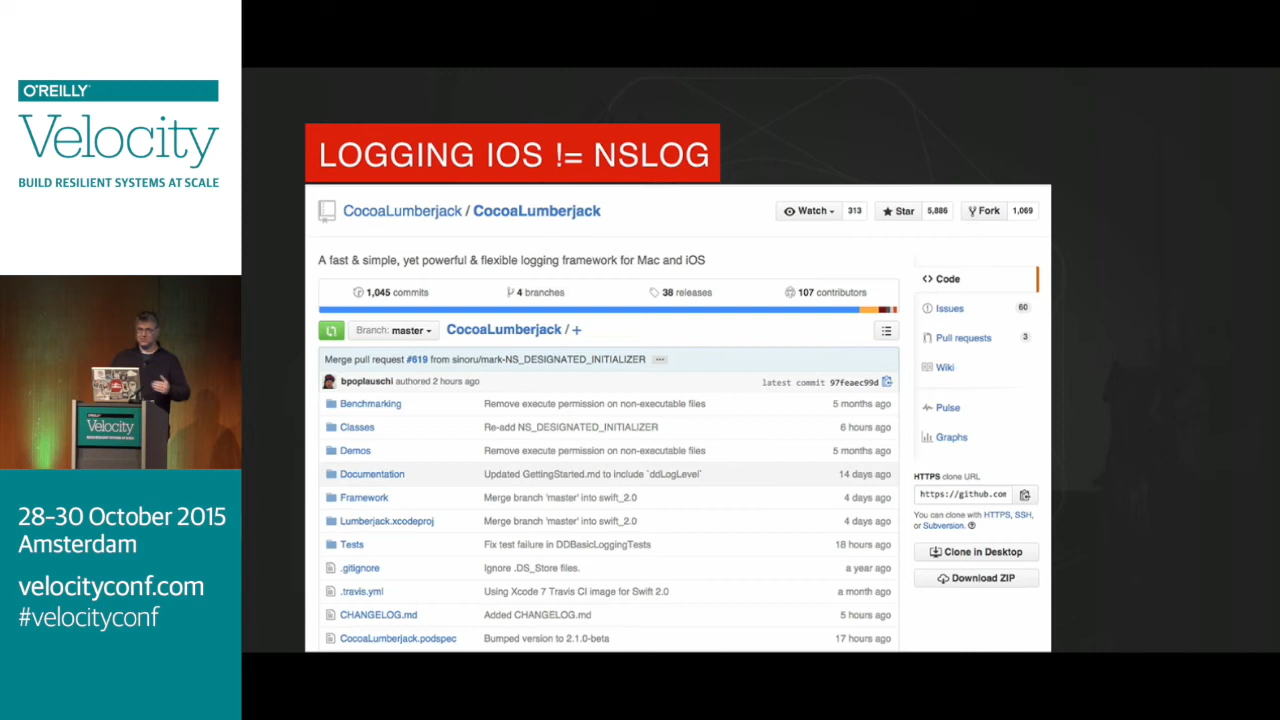 O'REILLY
Velocity
BUILD RESILIENT SYSTEMS AT SCALE
Velocity
28-30 October 2015
Amsterdam
velocityconf.com
#velocityconf
LOGGING IOS != NSLOG
CocoaLumberjack / CocoaLumberjack
Watch 313
Star 5,886
Fork 1,069
A fast & simple, yet powerful & flexible logging framework for Mac and iOS
1,045 commits
4 branches
38 releases
107 contributors
Branch: master
CocoaLumberjack / +
Merge pull request #619 from sinoru/mark-NS_DESIGNATED_INITIALIZER ...
bpoplauschi authored 2 hours ago
latest commit 97feaec99d
Benchmarking Remove execute permission on non-executable files 5 months ago
Classes Re-add NS_DESIGNATED_INITIALIZER 6 hours ago
Demos Remove execute permission on non-executable files 5 months ago
Documentation Updated GettingStarted.md to include `ddLogLevel` 14 days ago
Framework Merge branch 'master' into swift_2.0 4 days ago
Lumberjack.xcodeproj Merge branch 'master' into swift_2.0 4 days ago
Tests Fix test failure in DDBasicLoggingTests 18 hours ago
.gitignore Ignore .DS_Store files. a year ago
.travis.yml Using Xcode 7 Travis CI image for Swift 2.0 a month ago
CHANGELOG.md Added CHANGELOG.md 5 hours ago
CocoaLumberjack.podspec Bumped version to 2.1.0-beta 17 hours ago
<> Code
Issues 60
Pull requests 3
Wiki
Pulse
Graphs
HTTPS clone URL
https://github.com
You can clone with HTTPS, SSH,
or Subversion.
Clone in Desktop
Download ZIP